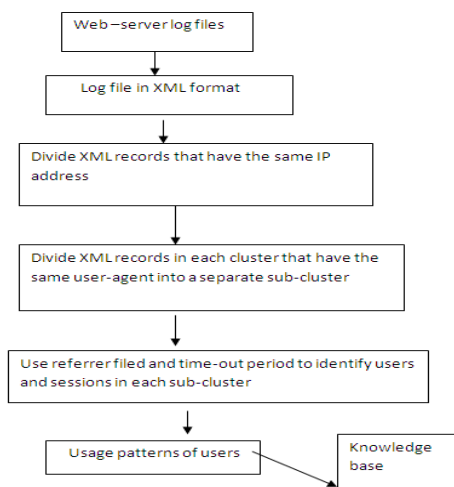 Web –server log files
Log file in XML format
Divide XML records that have the same IP
address
Divide XML records in each cluster that have the
same user-agent into a separate sub-cluster
Use referrer filed and time-out period to identify users
and sessions in each sub-cluster
Usage patterns of users
Knowledge
base